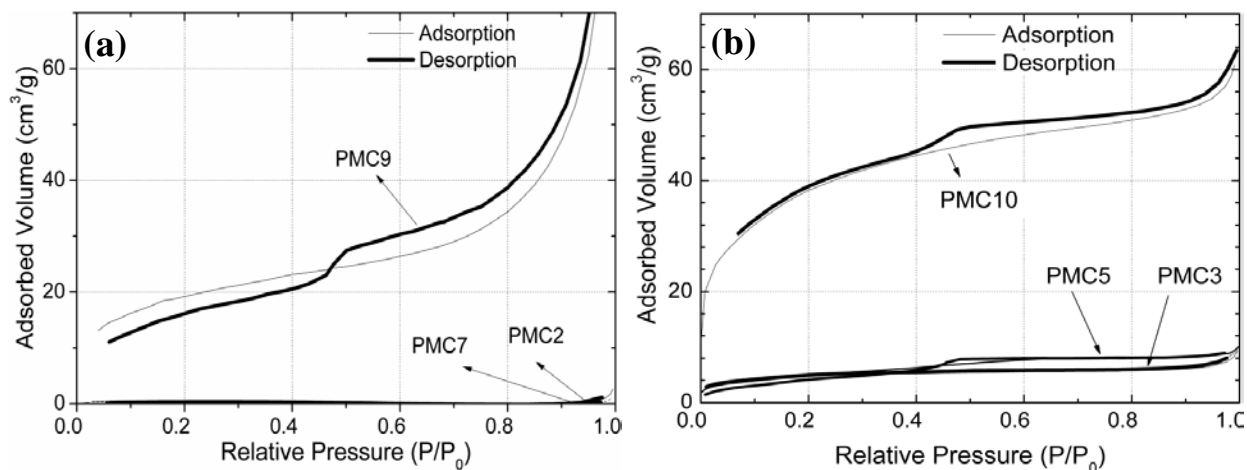 (a)
Adsorption
Desorption
60
40
20
0
0.0 0.2 0.4 0.6 0.8 1.0
Adsorbed Volume (cm³/g)
Relative Pressure (P/P₀)
PMC9
PMC7
PMC2
(b)
Adsorption
Desorption
60
40
20
0
0.0 0.2 0.4 0.6 0.8 1.0
Adsorbed Volume (cm³/g)
Relative Pressure (P/P₀)
PMC10
PMC5
PMC3